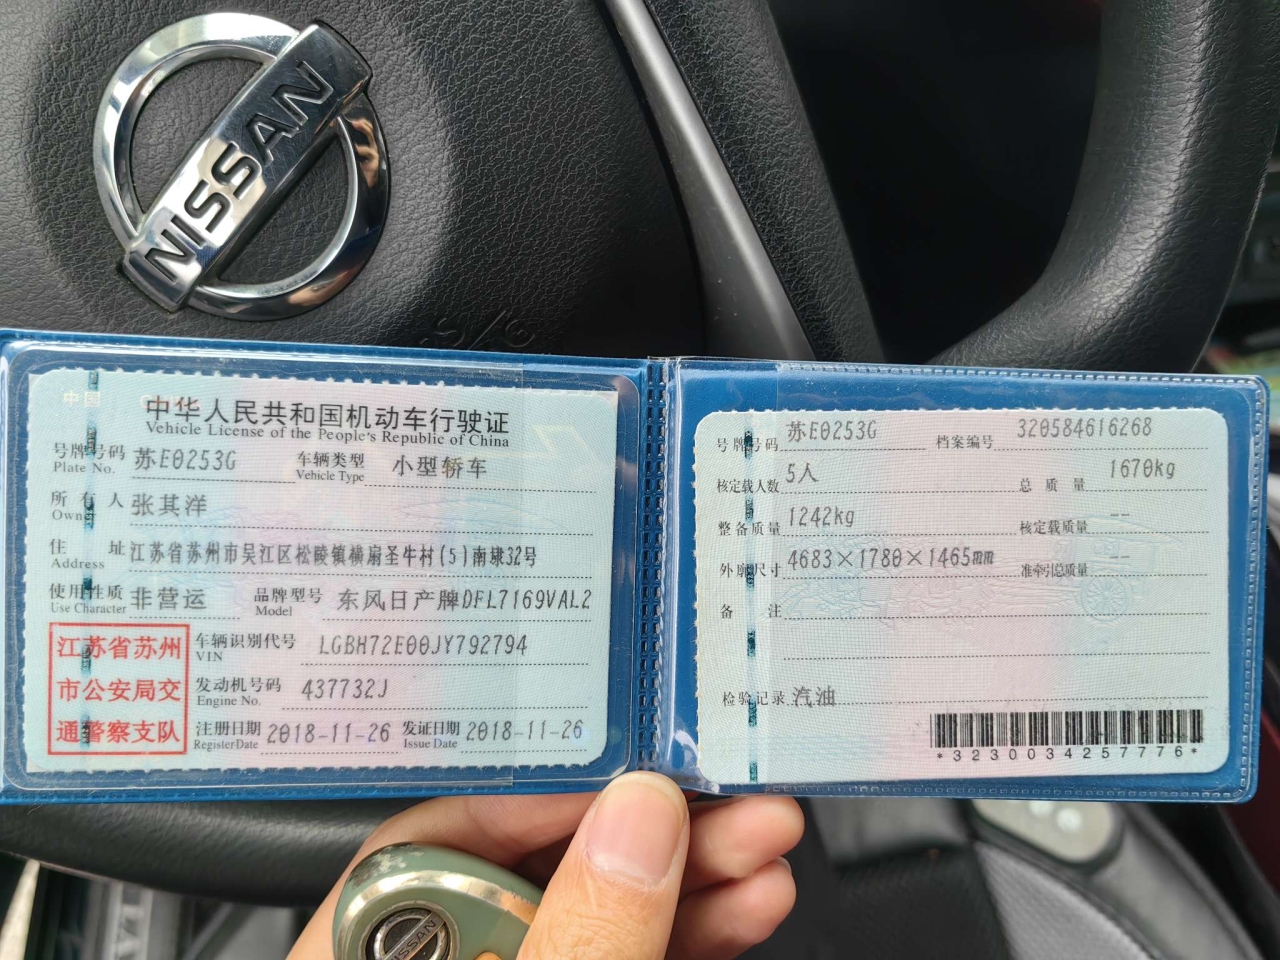 NISSAN
中国
中华人民共和国机动车行驶证
Vehicle License of the People's Republic of China
号牌号码 苏E0253G 车辆类型 小型轿车
Plate No. Vehicle Type
所有人 张其洋
Owner
住址 江苏省苏州市吴江区松陵镇横扇圣牛村(5)南埭32号
Address
使用性质 非营运 品牌型号 东风日产牌DFL7169VAL2
Use Character Model
江苏省苏州
市公安局交
通警察支队
车辆识别代号 LGBH72E00JY792794
VIN
发动机号码 437732J
Engine No.
注册日期 2018-11-26 发证日期 2018-11-26
Register Date Issue Date
号牌号码 苏E0253G 档案编号 320584616268
核定载人数 5人 总质量 1670kg
整备质量 1242kg 核定载质量 --
外廓尺寸 4683×1780×1465mm 准牵引总质量 --
备注
检验记录 汽油
*3230034257776*
NISSAN